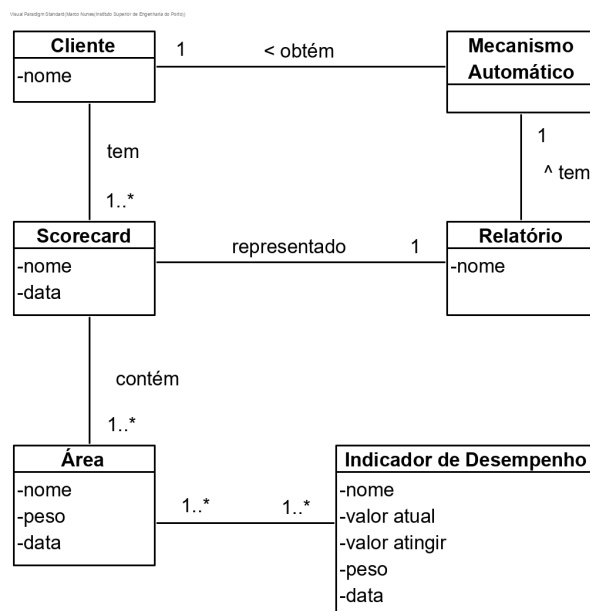 Visual Paradigm Standard(Marco Nunes(Instituto Superior de Engenharia do Porto))
Cliente
-nome
1
< obtém
Mecanismo
Automático
tem
1..*
1
^ tem
Scorecard
-nome
-data
representado
1
Relatório
-nome
contém
1..*
Área
-nome
-peso
-data
1..*
1..*
Indicador de Desempenho
-nome
-valor atual
-valor atingir
-peso
-data